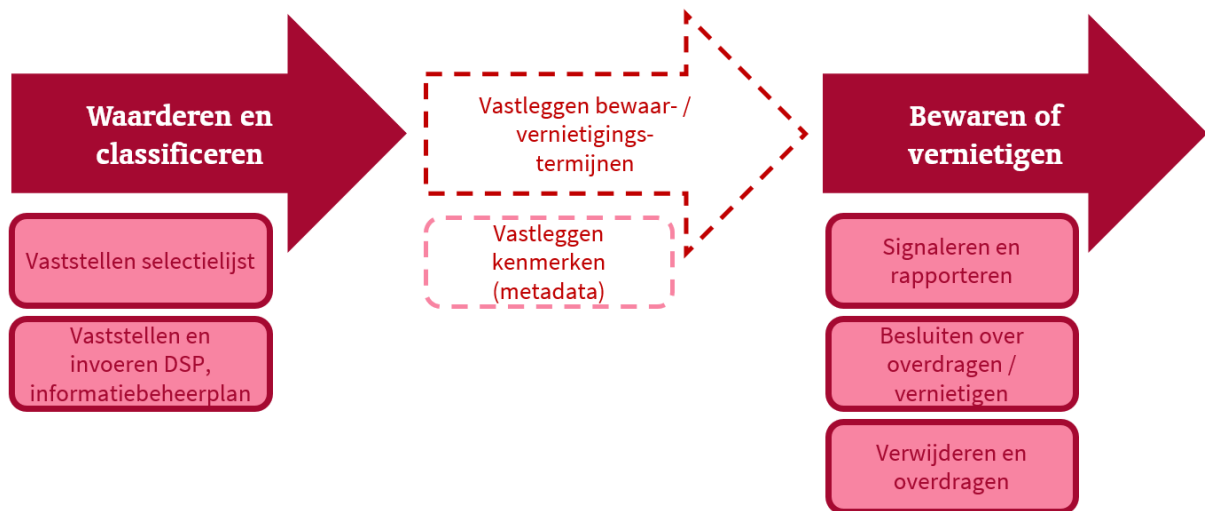 Waarderen en
classificeren
Vaststellen selectielijst
Vaststellen en
invoeren DSP,
informatiebeheerplan
Vastleggen bewaar- /
vernietigings-
termijnen
Vastleggen
kenmerken
(metadata)
Bewaren of
vernietigen
Signaleren en
rapporteren
Besluiten over
overdragen /
vernietigen
Verwijderen en
overdragen